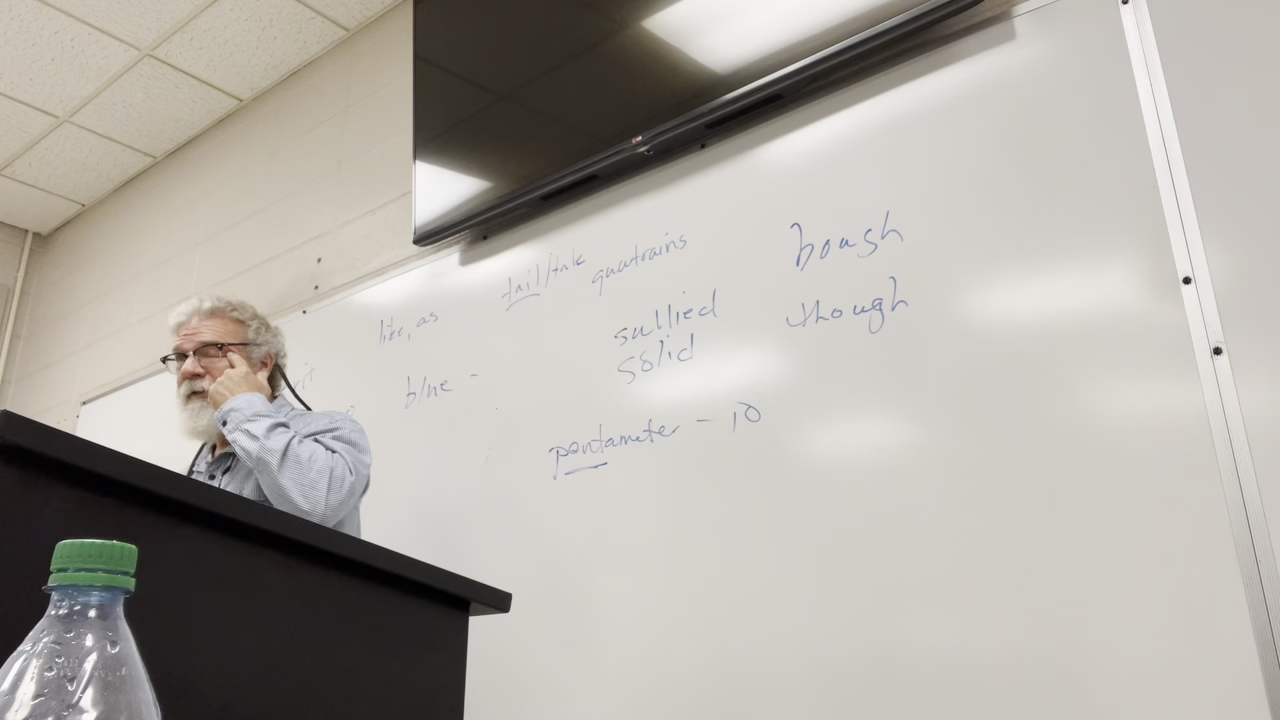 like, as
tail/tale
quatrains
bough
though
sullied
solid
blue -
pentameter - 10